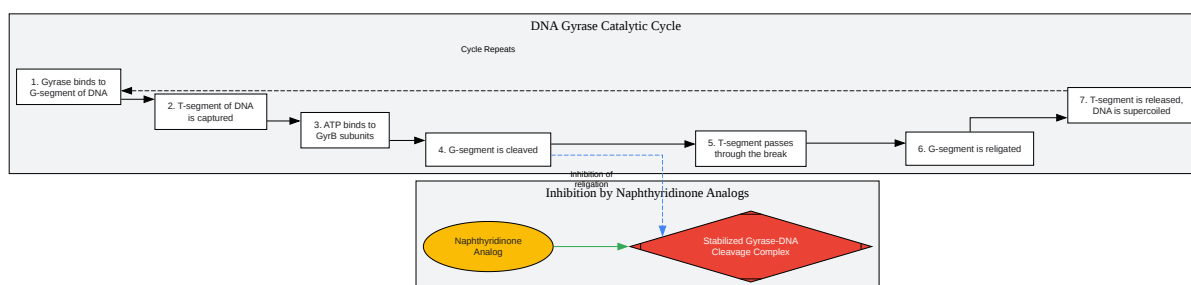 DNA Gyrase Catalytic Cycle
Cycle Repeats
1. Gyrase binds to
G-segment of DNA
2. T-segment of DNA
is captured
3. ATP binds to
GyrB subunits
4. G-segment is cleaved
5. T-segment passes
through the break
6. G-segment is religated
7. T-segment is released,
DNA is supercoiled
Inhibition of
religation
Inhibition by Naphthyridinone Analogs
Naphthyridinone
Analog
Stabilized Gyrase-DNA
Cleavage Complex